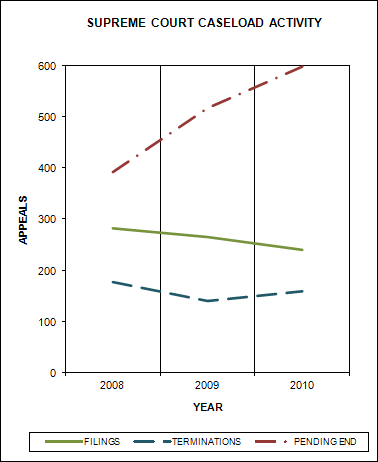 SUPREME COURT CASELOAD ACTIVITY
600
500
400
300
200
100
0
APPEALS
2008 2009 2010
YEAR
FILINGS TERMINATIONS PENDING END